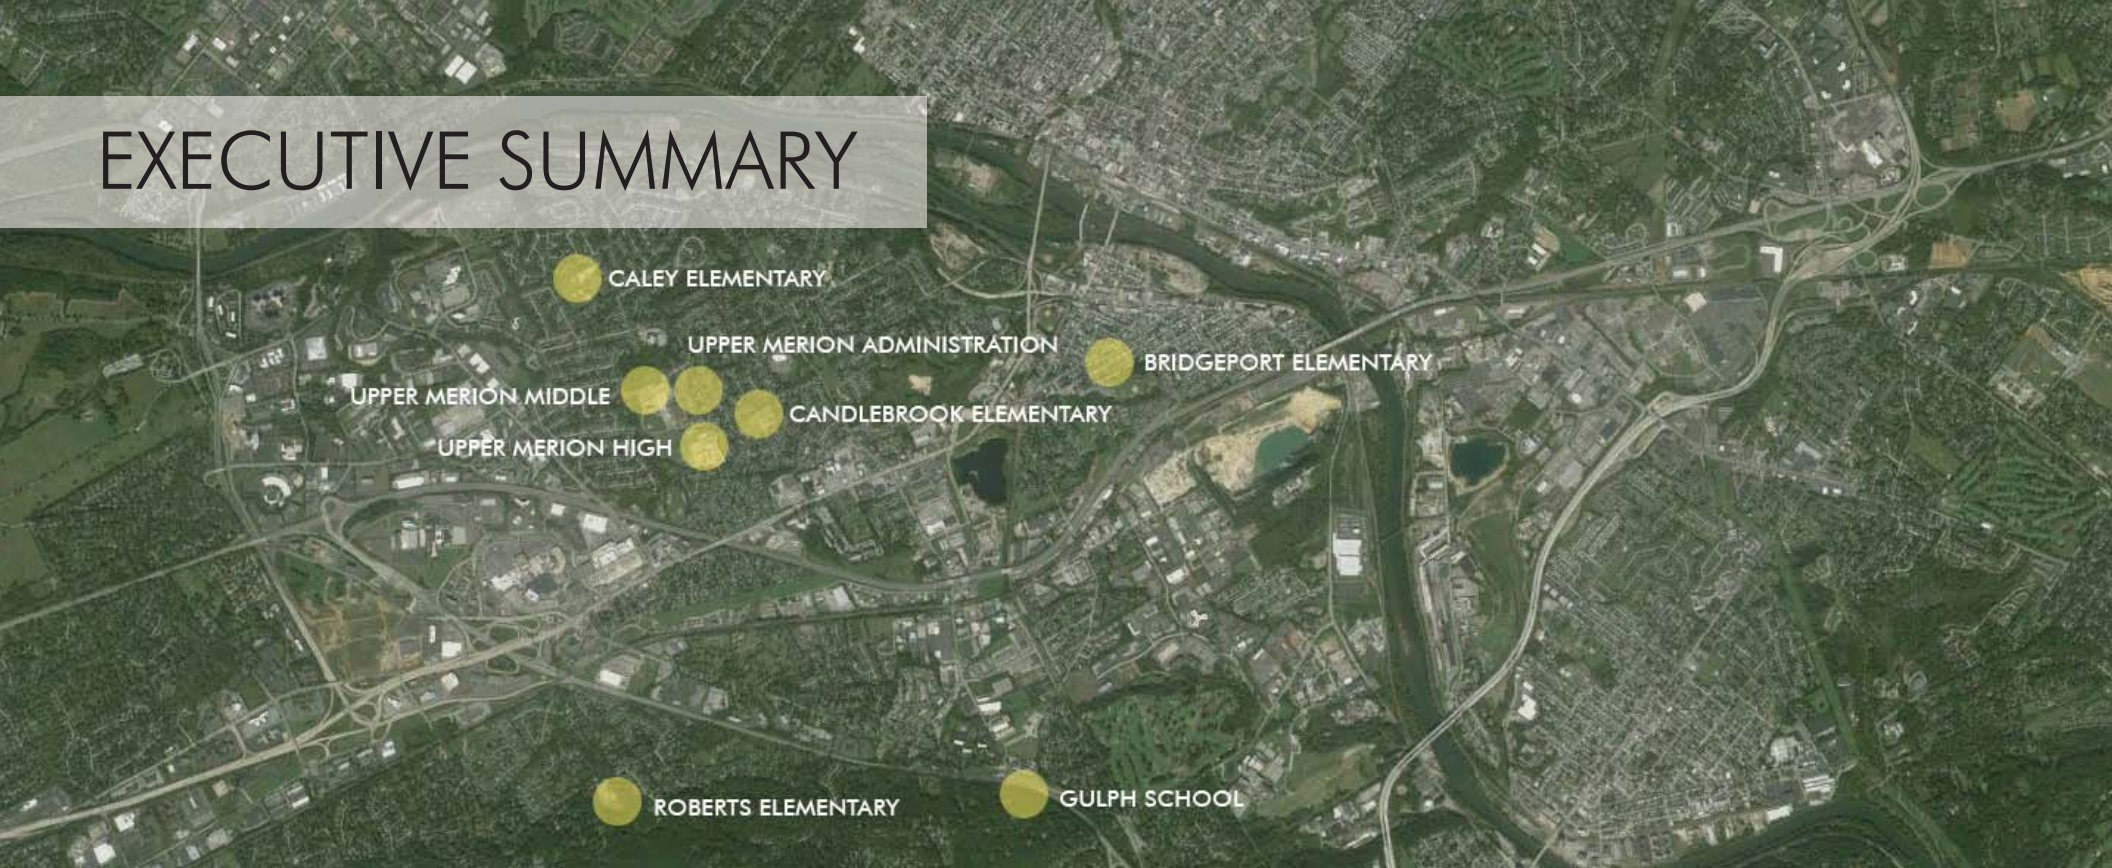 EXECUTIVE SUMMARY
CALEY ELEMENTARY
UPPER MERION ADMINISTRATION
BRIDGEPORT ELEMENTARY
UPPER MERION MIDDLE
CANDLEBROOK ELEMENTARY
UPPER MERION HIGH
ROBERTS ELEMENTARY
GULPH SCHOOL